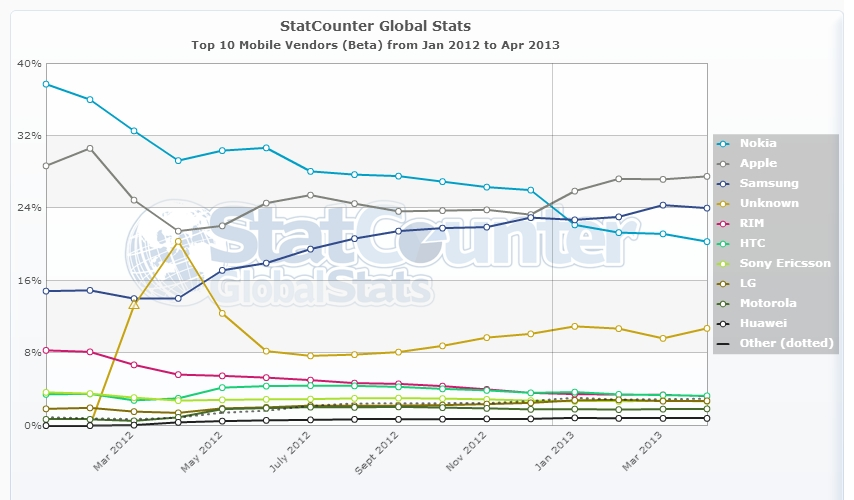 StatCounter Global Stats
Top 10 Mobile Vendors (Beta) from Jan 2012 to Apr 2013
40%
32%
24%
16%
8%
0%
StatCounter
GlobalStats
Nokia
Apple
Samsung
Unknown
RIM
HTC
Sony Ericsson
LG
Motorola
Huawei
Other (dotted)
Mar 2012
May 2012
July 2012
Sept 2012
Nov 2012
Jan 2013
Mar 2013